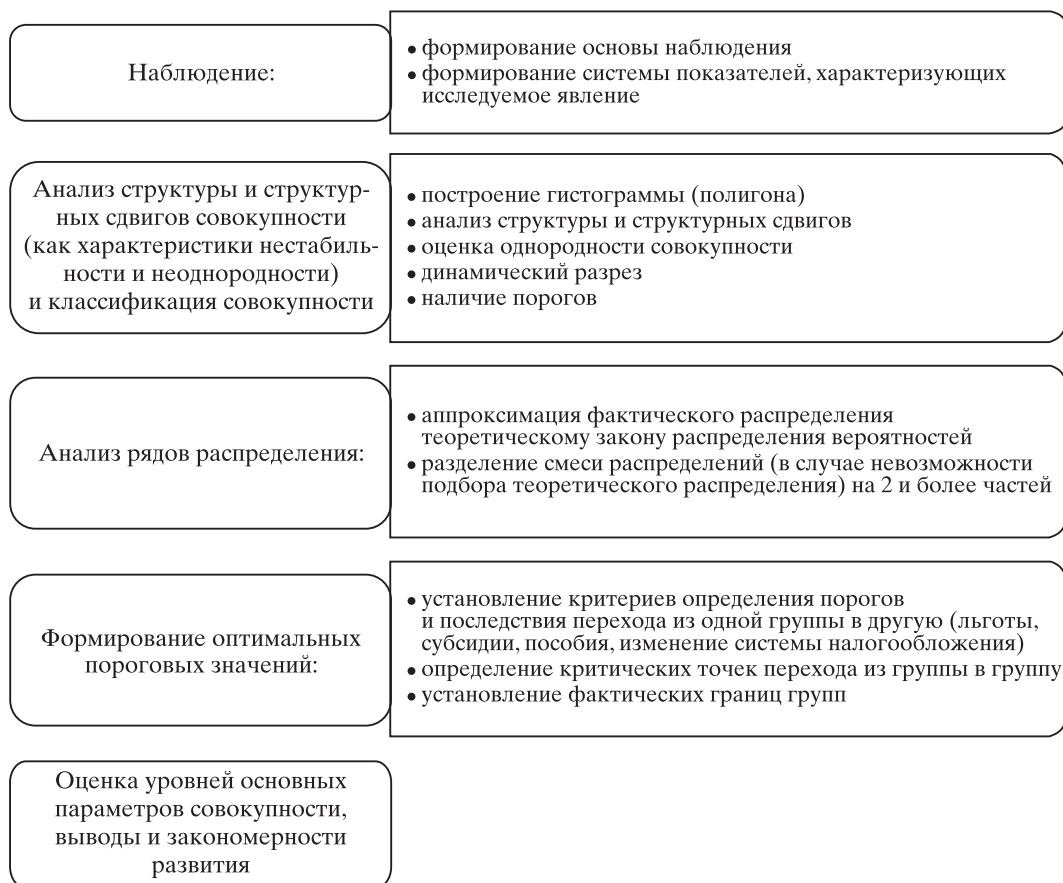 Наблюдение:
• формирование основы наблюдения
• формирование системы показателей, характеризующих
исследуемое явление
Анализ структуры и структур-
ных сдвигов совокупности
(как характеристики нестабиль-
ности и неоднородности)
и классификация совокупности
• построение гистограммы (полигона)
• анализ структуры и структурных сдвигов
• оценка однородности совокупности
• динамический разрез
• наличие порогов
Анализ рядов распределения:
• аппроксимация фактического распределения
теоретическому закону распределения вероятностей
• разделение смеси распределений (в случае невозможности
подбора теоретического распределения) на 2 и более частей
Формирование оптимальных
пороговых значений:
• установление критериев определения порогов
и последствия перехода из одной группы в другую (льготы,
субсидии, пособия, изменение системы налогообложения)
• определение критических точек перехода из группы в группу
• установление фактических границ групп
Оценка уровней основных
параметров совокупности,
выводы и закономерности
развития